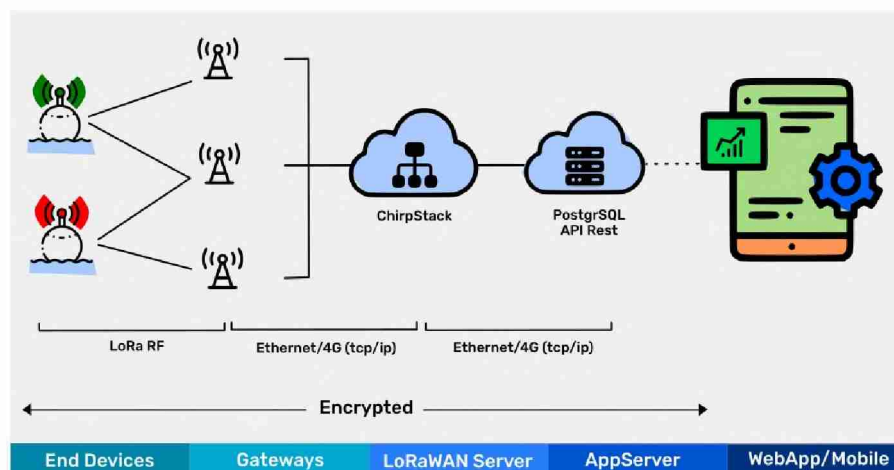 ChirpStack
PostgrSQL
API Rest
LoRa RF
Ethernet/4G (tcp/ip)
Ethernet/4G (tcp/ip)
Encrypted
End Devices
Gateways
LoRaWAN Server
AppServer
WebApp/Mobile